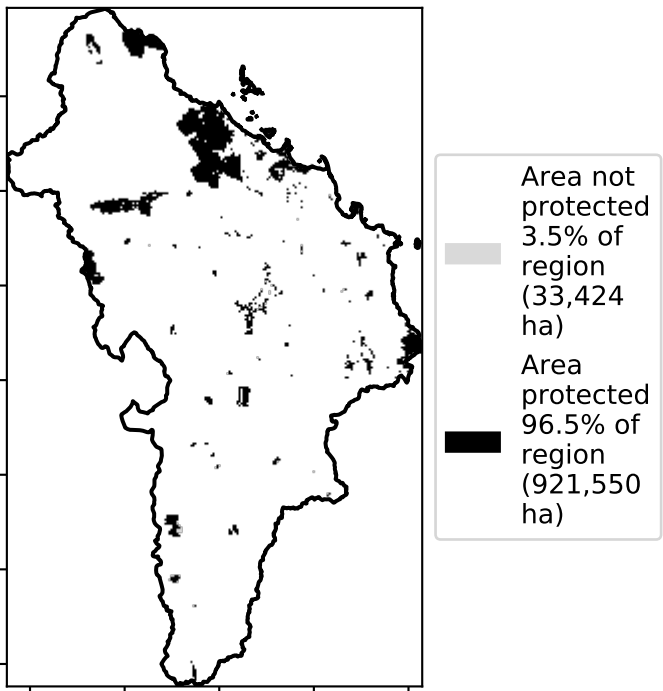 Area not
protected
3.5% of
region
(33,424
ha)
Area
protected
96.5% of
region
(921,550
ha)